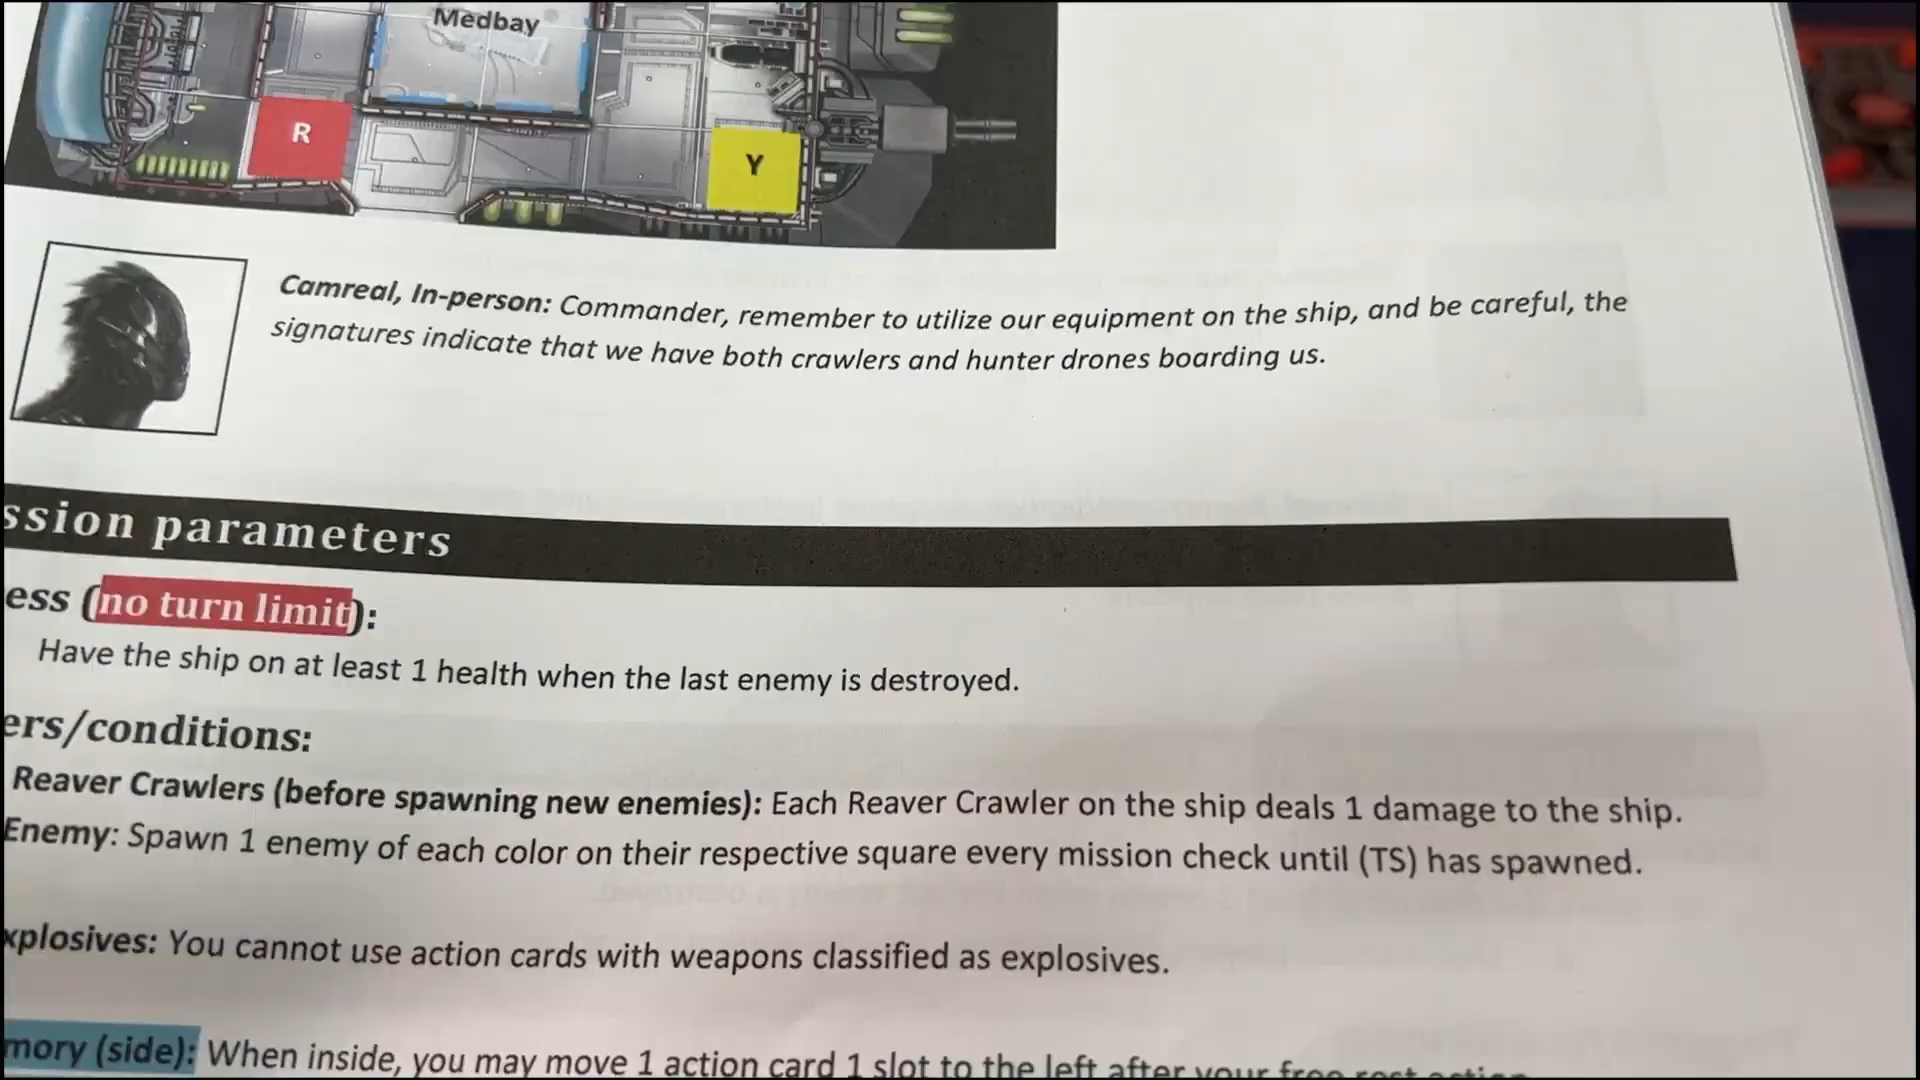 Medbay
R
Y
Camreal, In-person: Commander, remember to utilize our equipment on the ship, and be careful, the
signatures indicate that we have both crawlers and hunter drones boarding us.
ssion parameters
ess (no turn limit):
Have the ship on at least 1 health when the last enemy is destroyed.
ers/conditions:
Reaver Crawlers (before spawning new enemies): Each Reaver Crawler on the ship deals 1 damage to the ship.
Enemy: Spawn 1 enemy of each color on their respective square every mission check until (TS) has spawned.
xplosives: You cannot use action cards with weapons classified as explosives.
mory (side): When inside, you may move 1 action card 1 slot to the left after your free rest action